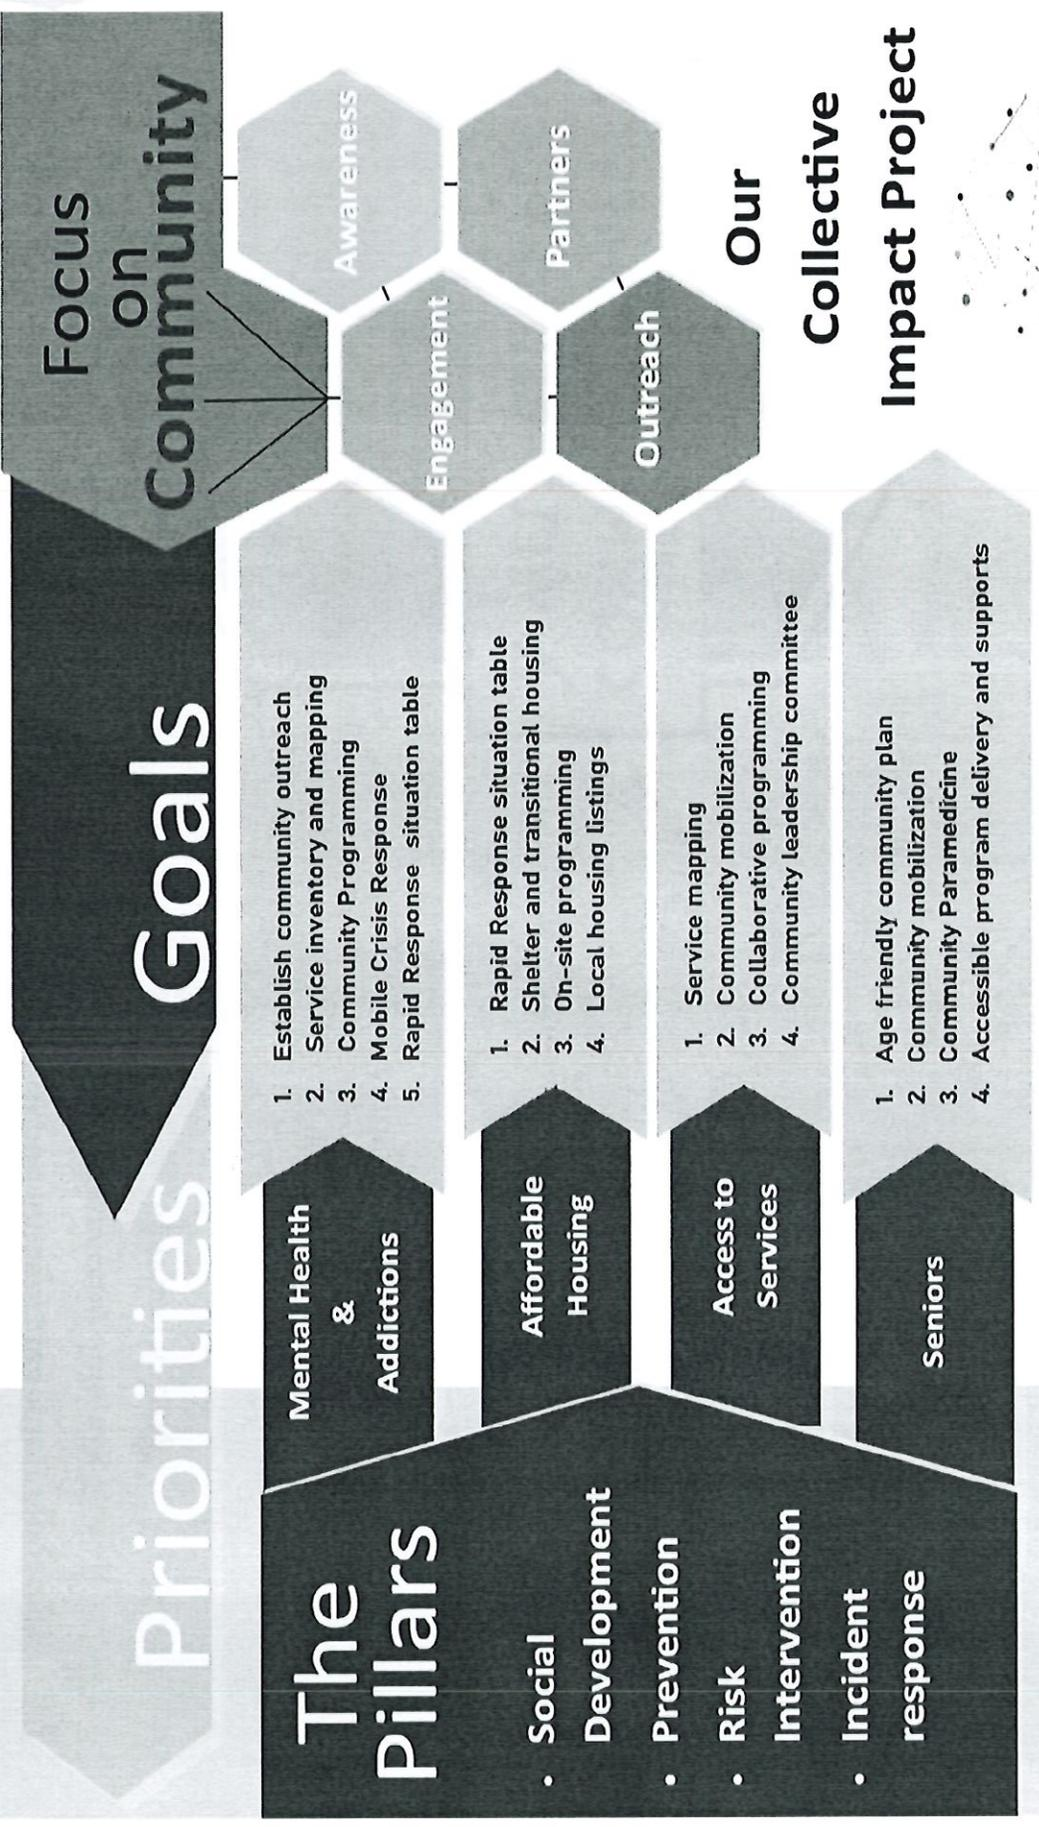 Priorities
Goals
Focus
on
Community
The
Pillars
• Social
Development
• Prevention
• Risk
Intervention
• Incident
response
Mental Health
&
Addictions
1. Establish community outreach
2. Service inventory and mapping
3. Community Programming
4. Mobile Crisis Response
5. Rapid Response situation table
Affordable
Housing
1. Rapid Response situation table
2. Shelter and transitional housing
3. On-site programming
4. Local housing listings
Access to
Services
1. Service mapping
2. Community mobilization
3. Collaborative programming
4. Community leadership committee
Seniors
1. Age friendly community plan
2. Community mobilization
3. Community Paramedicine
4. Accessible program delivery and supports
Awareness
Engagement
Partners
Outreach
Our
Collective
Impact Project